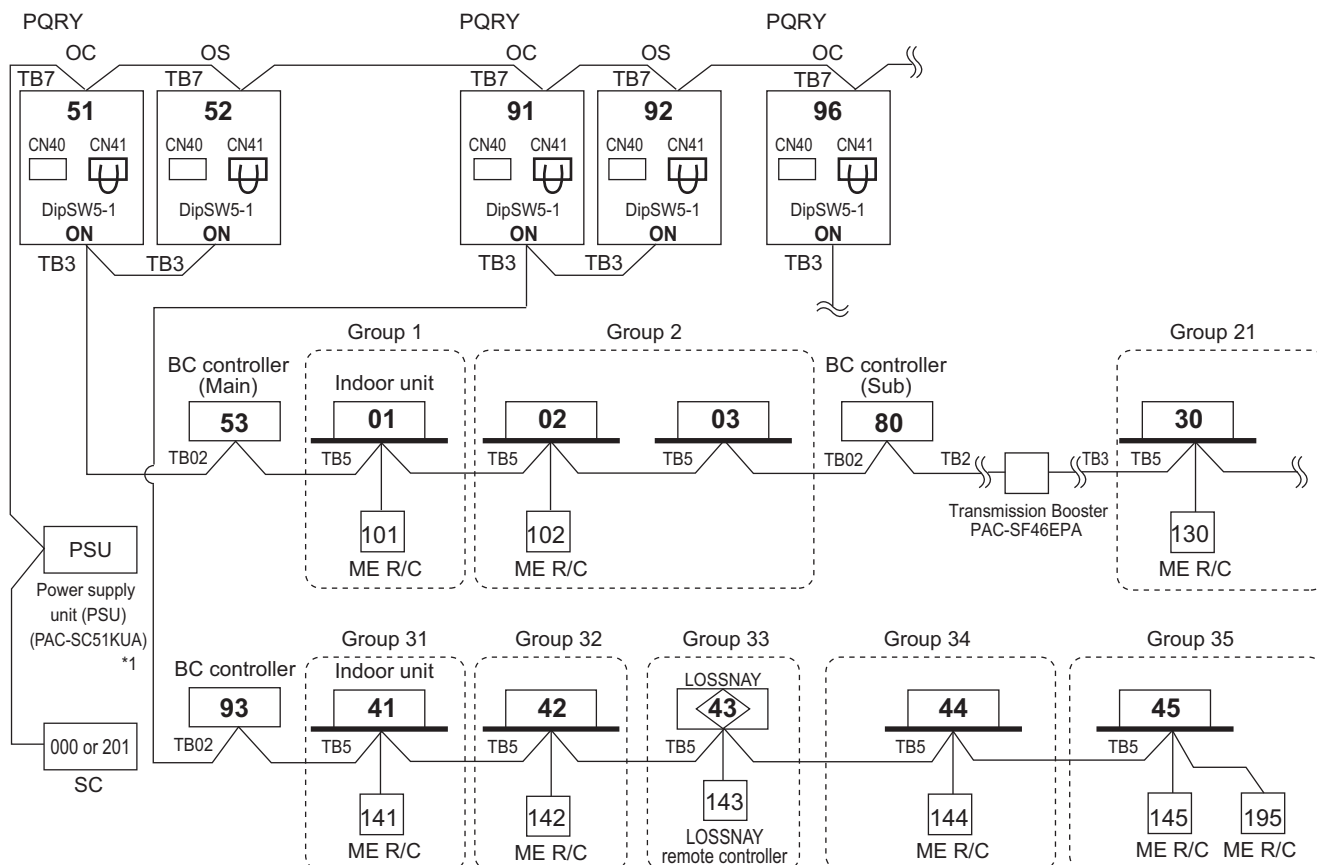 PQRY PQRY PQRY
OC OS OC OS OC
TB7 TB7 TB7 TB7 TB7
51 52 91 92 96
CN40 CN41 CN40 CN41 CN40 CN41 CN40 CN41 CN40 CN41
DipSW5-1 DipSW5-1 DipSW5-1 DipSW5-1 DipSW5-1
ON ON ON ON ON
TB3 TB3 TB3 TB3 TB3
Group 1 Group 2 Group 21
BC controller
(Main)
Indoor unit
BC controller
(Sub)
53 01 02 03 80 30
TB02 TB5 TB5 TB5 TB02 TB2 TB3 TB5
Transmission Booster
PAC-SF46EPA
101 102 130
ME R/C ME R/C ME R/C
PSU
Power supply
unit (PSU)
(PAC-SC51KUA)
*1
Group 31 Group 32 Group 33 Group 34 Group 35
BC controller Indoor unit LOSSNAY
93 41 42 43 44 45
TB02 TB5 TB5 TB5 TB5 TB5
000 or 201
SC
141 142 143 144 145 195
ME R/C ME R/C LOSSNAY
remote controller ME R/C ME R/C ME R/C